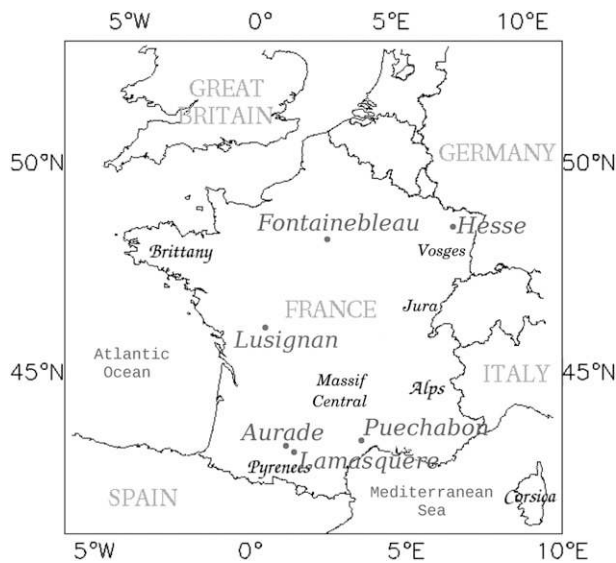 5°W 0° 5°E 10°E
GREAT
BRITAIN
50°N GERMANY 50°N
Fontainebleau Hesse
Brittany Vosges
FRANCE Jura
Lusignan
Atlantic
Ocean
45°N Massif
Central Alps ITALY 45°N
Aurade Puechabon
Lamasquère
Pyrenees
SPAIN Mediterranean
Sea Corsica
5°W 0° 5°E 10°E